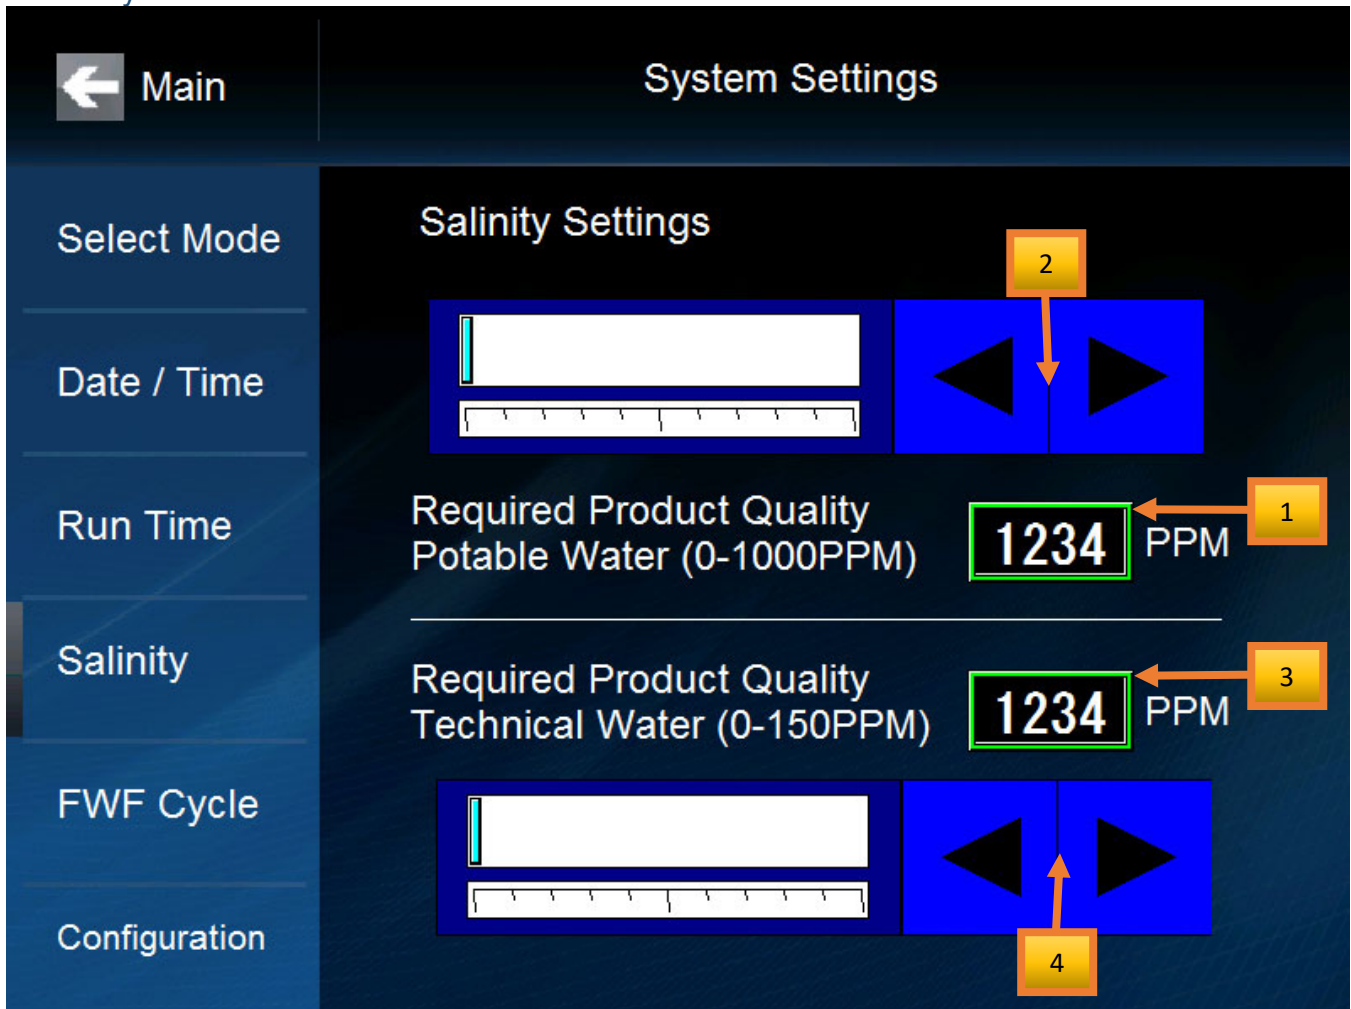 Main
System Settings
Select Mode
Date / Time
Run Time
Salinity
FWF Cycle
Configuration
Salinity Settings
2
Required Product Quality
Potable Water (0-1000PPM)
1234 PPM
1
Required Product Quality
Technical Water (0-150PPM)
1234 PPM
3
4